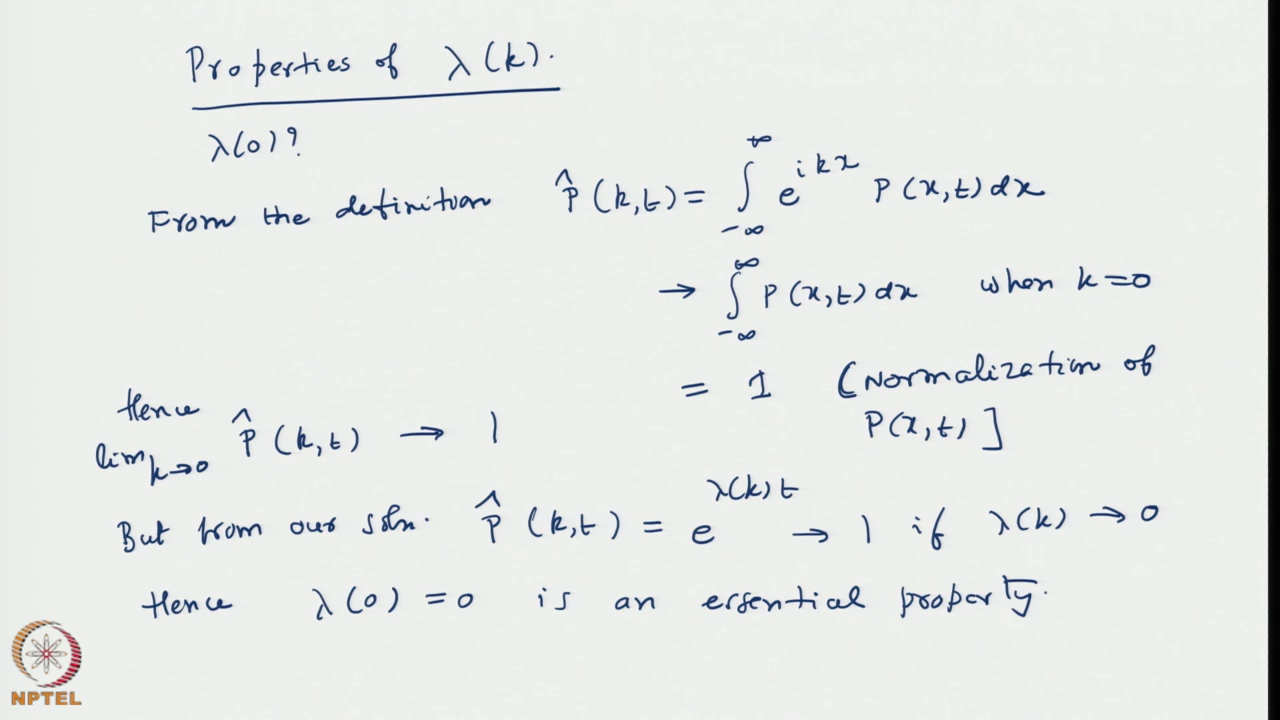 Properties of λ(k).
λ(0)?
From the definition P̂(k,t) = ∫_{-∞}^{∞} e^{ikx} P(x,t) dx
→ ∫_{-∞}^{∞} P(x,t) dx when k=0
= 1 (Normalization of
P(x,t)]
Hence
lim_{k→0} P̂(k,t) → 1
But from our soln. P̂(k,t) = e^{λ(k)t} → 1 if λ(k) → 0
Hence λ(0) = 0 is an essential property.
NPTEL